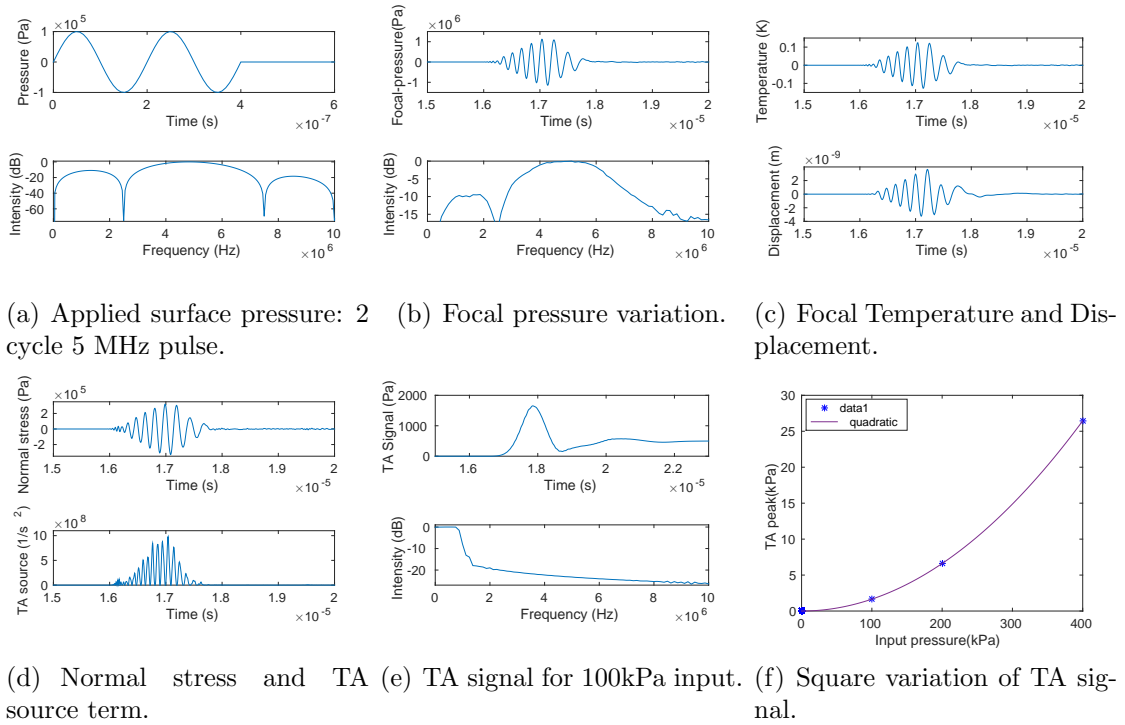 ×10^5
Pressure (Pa)
1
0
-1
0 2 4 6
Time (s)
×10^-7
Intensity (dB)
0
-20
-40
-60
0 2 4 6 8 10
Frequency (Hz)
×10^6
(a) Applied surface pressure: 2
cycle 5 MHz pulse.
×10^6
Focal-pressure(Pa)
1
0
-1
1.5 1.6 1.7 1.8 1.9 2
Time (s)
×10^-5
Intensity (dB)
0
-5
-10
-15
0 2 4 6 8 10
Frequency (Hz)
×10^6
(b) Focal pressure variation.
Temperature (K)
0.1
0
-0.1
1.5 1.6 1.7 1.8 1.9 2
Time (s)
×10^-5
×10^-9
Displacement (m)
2
0
-2
-4
1.5 1.6 1.7 1.8 1.9 2
Time (s)
×10^-5
(c) Focal Temperature and Dis-
placement.
×10^5
Normal stress (Pa)
2
0
-2
1.5 1.6 1.7 1.8 1.9 2
Time (s)
×10^-5
×10^8
TA source (1/s^2)
10
5
0
1.5 1.6 1.7 1.8 1.9 2
Time (s)
×10^-5
(d) Normal stress and TA
source term.
TA Signal (Pa)
2000
1000
0
1.6 1.8 2 2.2
Time (s)
×10^-5
Intensity (dB)
0
-10
-20
0 2 4 6 8 10
Frequency (Hz)
×10^6
(e) TA signal for 100kPa input.
TA peak(kPa)
30
25
20
15
10
5
0
data1
quadratic
0 100 200 300 400
Input pressure(kPa)
(f) Square variation of TA sig-
nal.